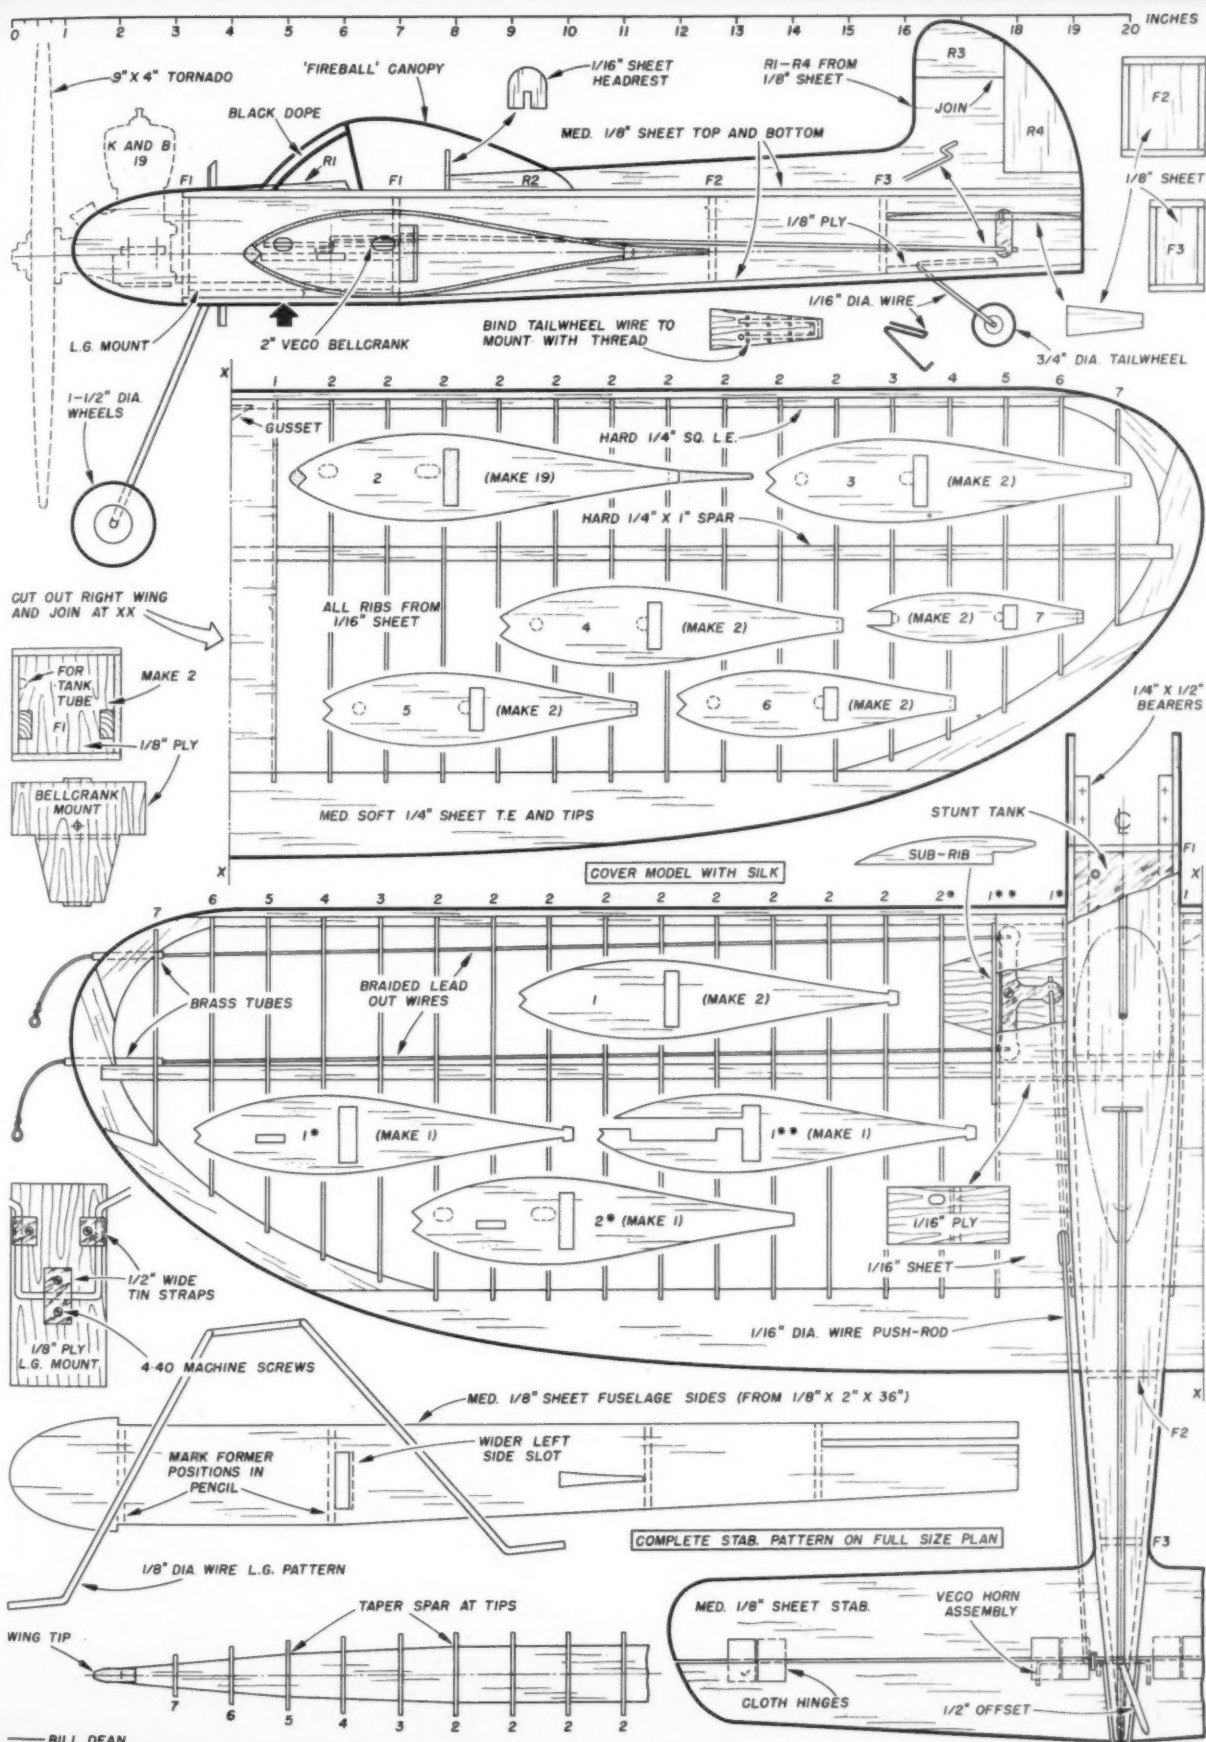 0 1 2 3 4 5 6 7 8 9 10 11 12 13 14 15 16 17 18 19 20 INCHES
9" X 4" TORNADO
'FIREBALL' CANOPY
1/16" SHEET
HEADREST
R1-R4 FROM
1/8" SHEET
R3
JOIN
R4
F2
BLACK DOPE
MED. 1/8" SHEET TOP AND BOTTOM
K AND B
19
R1
F1
F1
R2
F2
F3
1/8" SHEET
1/8" PLY
F3
1/16" DIA. WIRE
L.G. MOUNT
2" VECO BELLCRANK
BIND TAILWHEEL WIRE TO
MOUNT WITH THREAD
3/4" DIA. TAILWHEEL
1-1/2" DIA.
WHEELS
X
1 2 2 2 2 2 2 2 2 2 2 3 4 5 6 7
GUSSET
HARD 1/4" SQ. L.E.
2 (MAKE 19)
3 (MAKE 2)
HARD 1/4" X 1" SPAR
CUT OUT RIGHT WING
AND JOIN AT XX
ALL RIBS FROM
1/16" SHEET
4 (MAKE 2)
(MAKE 2) 7
5 (MAKE 2)
6 (MAKE 2)
FOR
TANK
TUBE
MAKE 2
F1
1/8" PLY
1/4" X 1/2"
BEARERS
BELLCRANK
MOUNT
MED. SOFT 1/4" SHEET T.E AND TIPS
STUNT TANK
CL
SUB-RIB
F1
X
COVER MODEL WITH SILK
X
7 6 5 4 3 2 2 2 2 2 2 2 2 2 2* 1** 1* 1
BRASS TUBES
BRAIDED LEAD
OUT WIRES
1 (MAKE 2)
1* (MAKE 1)
1** (MAKE 1)
2* (MAKE 1)
1/16" PLY
1/16" SHEET
1/2" WIDE
TIN STRAPS
1/8" PLY
L.G. MOUNT
4-40 MACHINE SCREWS
1/16" DIA. WIRE PUSH-ROD
X
F2
MED. 1/8" SHEET FUSELAGE SIDES (FROM 1/8" X 2" X 36")
MARK FORMER
POSITIONS IN
PENCIL
WIDER LEFT
SIDE SLOT
COMPLETE STAB. PATTERN ON FULL SIZE PLAN
F3
1/8" DIA. WIRE L.G. PATTERN
TAPER SPAR AT TIPS
MED. 1/8" SHEET STAB.
VECO HORN
ASSEMBLY
WING TIP
7 6 5 4 3 2 2 2 2
CLOTH HINGES
1/2" OFFSET
BILL DEAN